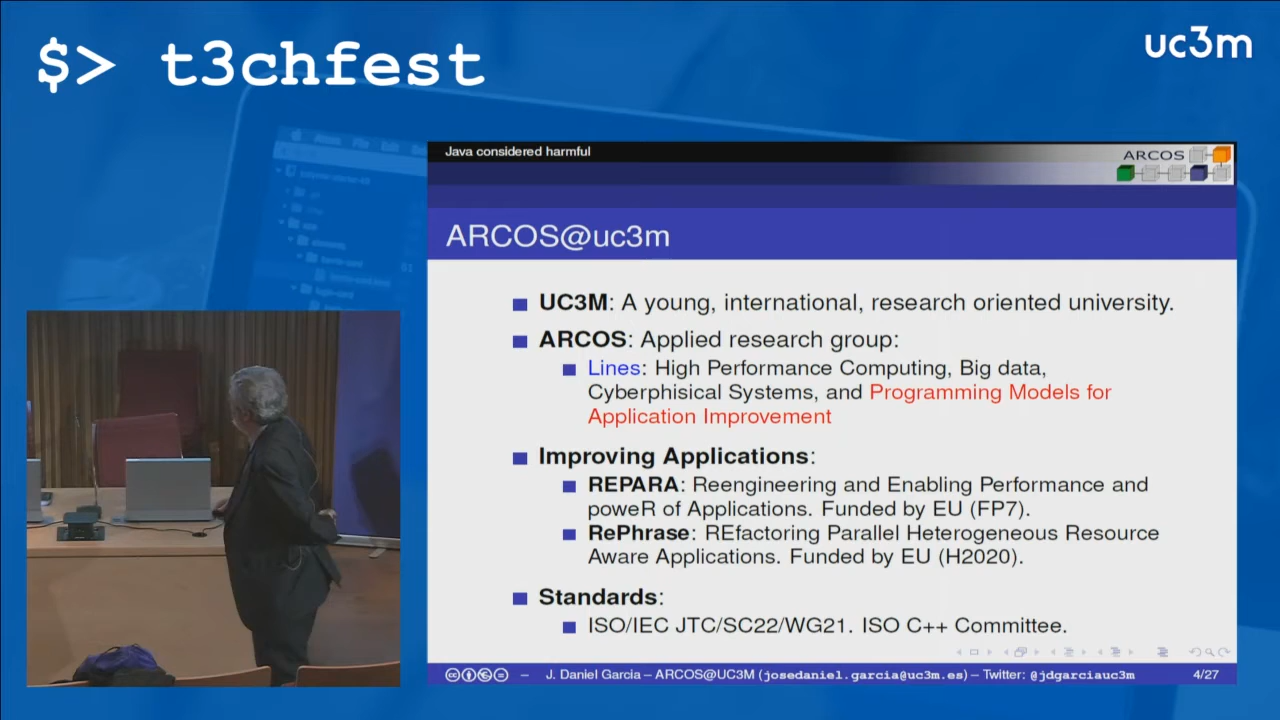 $> t3chfest
uc3m
Java considered harmful
ARCOS
ARCOS@uc3m
UC3M: A young, international, research oriented university.
ARCOS: Applied research group:
Lines: High Performance Computing, Big data,
Cyberphisical Systems, and Programming Models for
Application Improvement
Improving Applications:
REPARA: Reengineering and Enabling Performance and
poweR of Applications. Funded by EU (FP7).
RePhrase: REfactoring Parallel Heterogeneous Resource
Aware Applications. Funded by EU (H2020).
Standards:
ISO/IEC JTC/SC22/WG21. ISO C++ Committee.
J. Daniel Garcia – ARCOS@UC3M (josedaniel.garcia@uc3m.es) – Twitter: @jdgarciauc3m
4/27